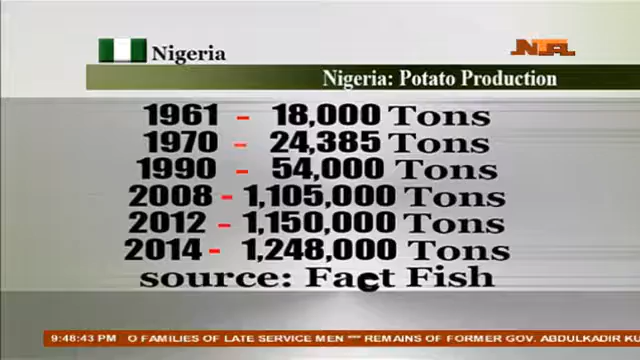 Nigeria
NTA
Nigeria: Potato Production
1961 - 18,000 Tons
1970 - 24,385 Tons
1990 - 54,000 Tons
2008 - 1,105,000 Tons
2012 - 1,150,000 Tons
2014 - 1,248,000 Tons
source: Fact Fish
9:48:43 PM O FAMILIES OF LATE SERVICE MEN *** REMAINS OF FORMER GOV. ABDULKADIR KU